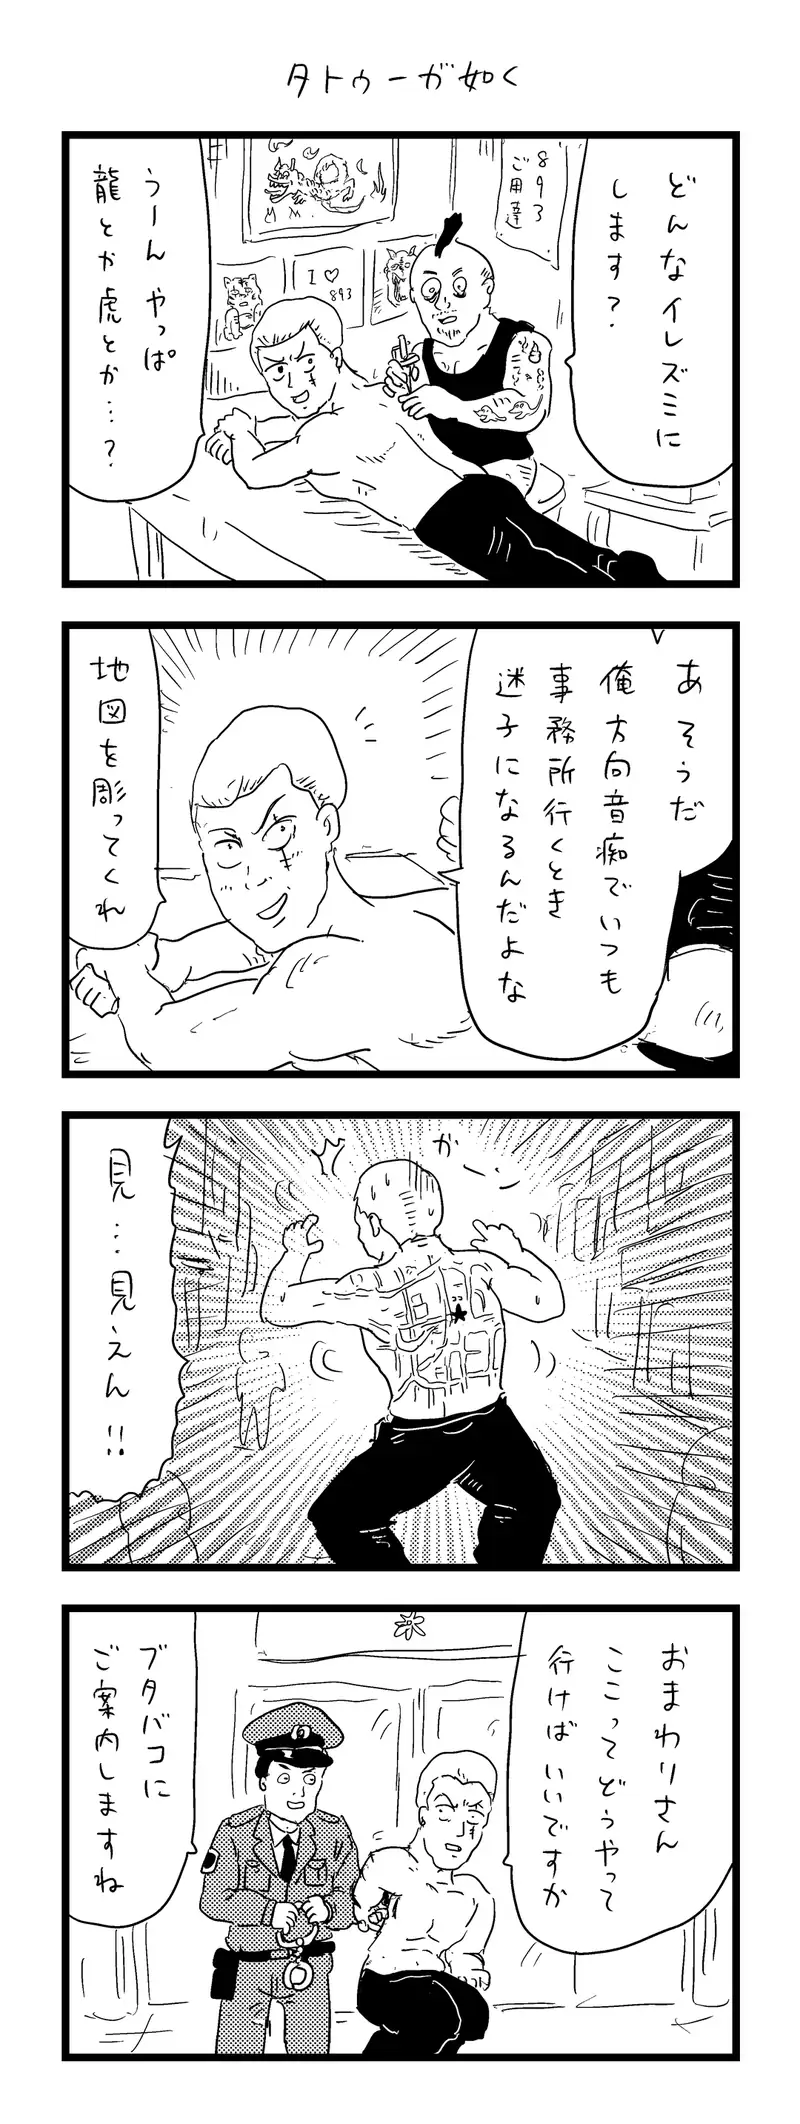 タトゥーが如く
893
ご用達
I♡
893
どんなイレズミに
します?
うーん やっぱ
龍とか虎とか…?
あ そうだ
俺方向音痴でいつも
事務所行くとき
迷子になるんだよな
地図を彫ってくれ
ガーン
ココ
見…見えん!!
おまわりさん
ここってどうやって
行けばいいですか
ブタバコに
ご案内しますね